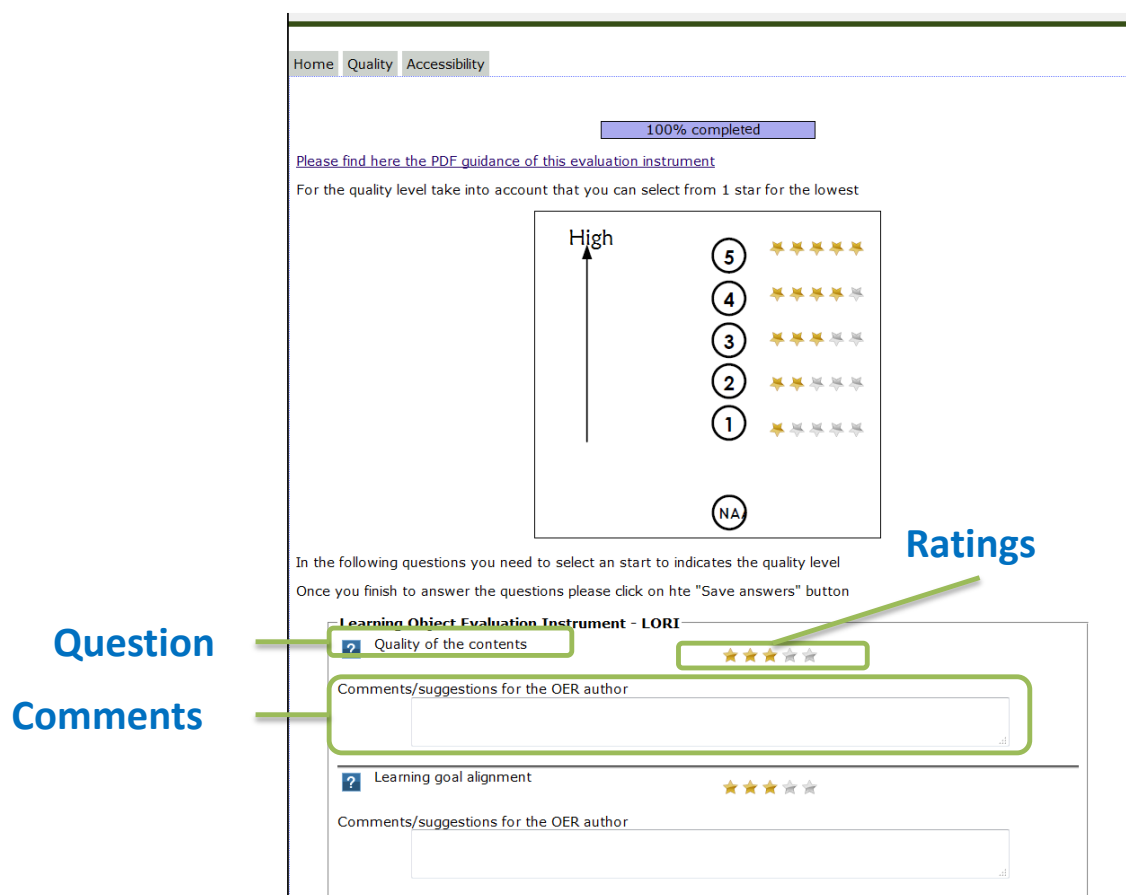 Home Quality Accessibility
100% completed
Please find here the PDF guidance of this evaluation instrument
For the quality level take into account that you can select from 1 star for the lowest
High
5
4
3
2
1
NA
Ratings
In the following questions you need to select an start to indicates the quality level
Once you finish to answer the questions please click on hte "Save answers" button
Learning Object Evaluation Instrument - LORI
Question
? Quality of the contents
Comments
Comments/suggestions for the OER author
? Learning goal alignment
Comments/suggestions for the OER author